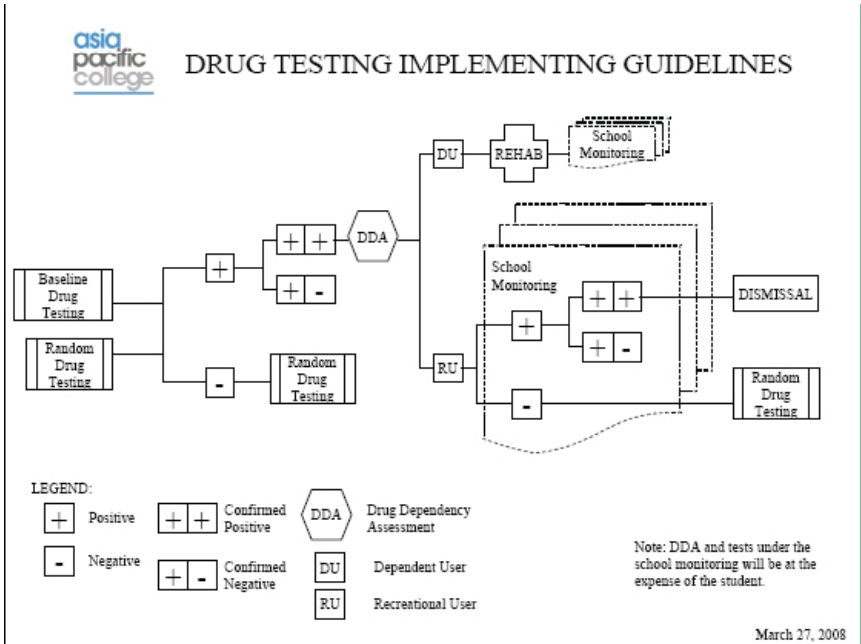 asia
pacific
college
DRUG TESTING IMPLEMENTING GUIDELINES
DU
REHAB
School
Monitoring
+ +
DDA
+
+ -
Baseline
Drug
Testing
Random
Drug
Testing
-
Random
Drug
Testing
School
Monitoring
+ +
DISMISSAL
+
+ -
RU
-
Random
Drug
Testing
LEGEND:
+ Positive
- Negative
+ + Confirmed
Positive
+ - Confirmed
Negative
DDA Drug Dependency
Assessment
DU Dependent User
RU Recreational User
Note: DDA and tests under the
school monitoring will be at the
expense of the student.
March 27, 2008